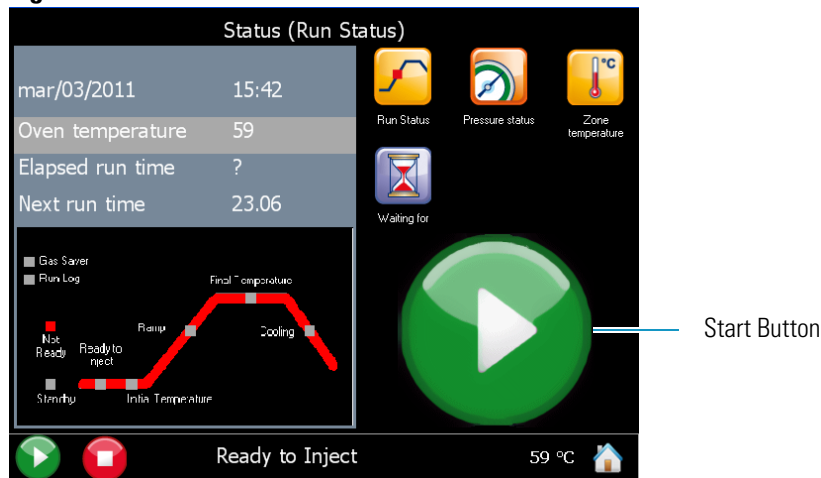 Status (Run Status)
mar/03/2011 15:42
Oven temperature 59
Elapsed run time ?
Next run time 23.06
Run Status
Pressure status
Zone temperature
Waiting for
Gas Saver
Run Log
Final Temperature
Ramp
Cooling
Not Ready
Ready to
Standby
Initial Temperature
Start Button
Ready to Inject
59 °C
°C